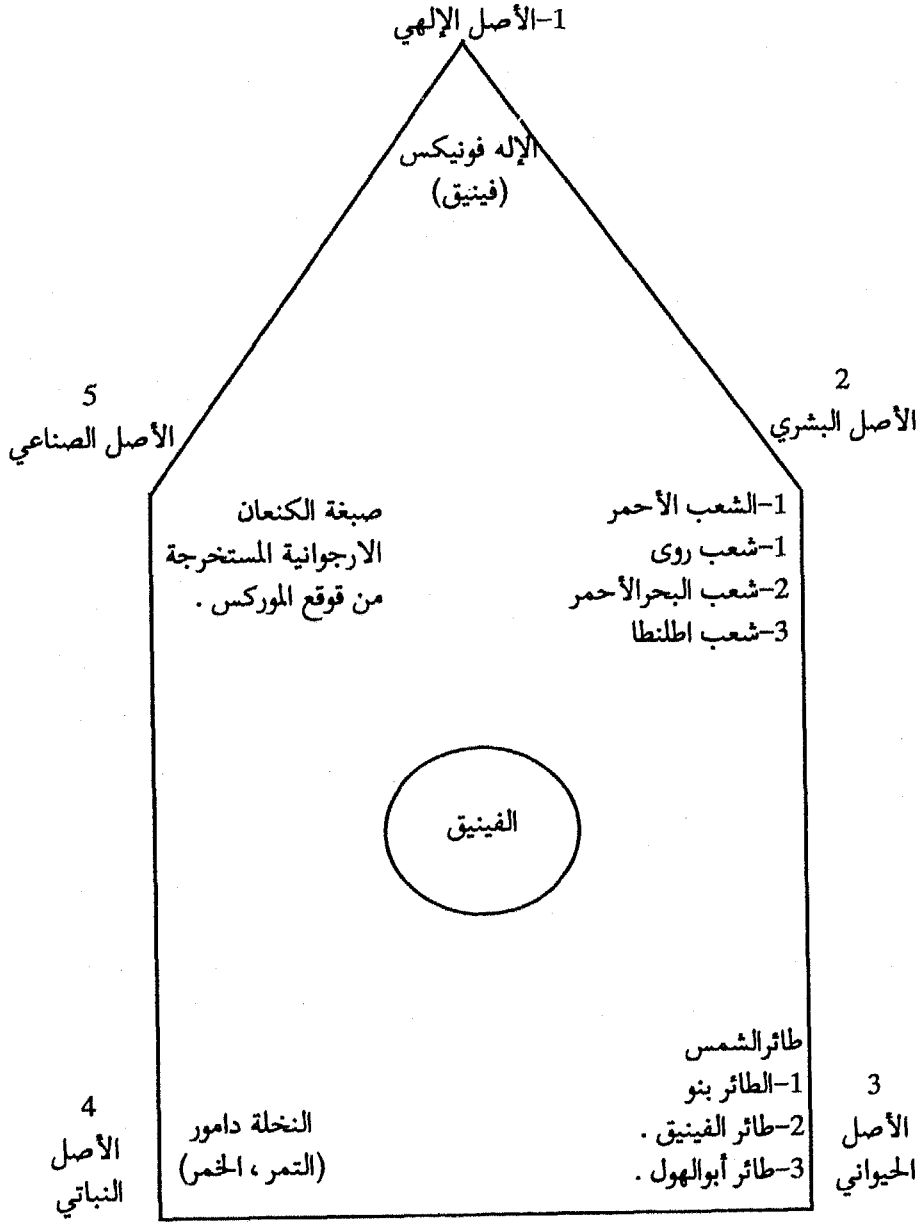 1-الأصل الإلهي
الإله فونيكس
(فينيق)
2
الأصل البشري
1-الشعب الأحمر
1-شعب روى
2-شعب البحرالأحمر
3-شعب اطلنطا
5
الأصل الصناعي
صبغة الكنعان
الارجوانية المستخرجة
من قوقع الموركس .
الفينيق
طائرالشمس
1-الطائر بنو
2-طائر الفينيق .
3-طائر أبوالهول .
3
الأصل
الحيواني
النخلة دامور
(التمر ، الخمر)
4
الأصل
النباتي